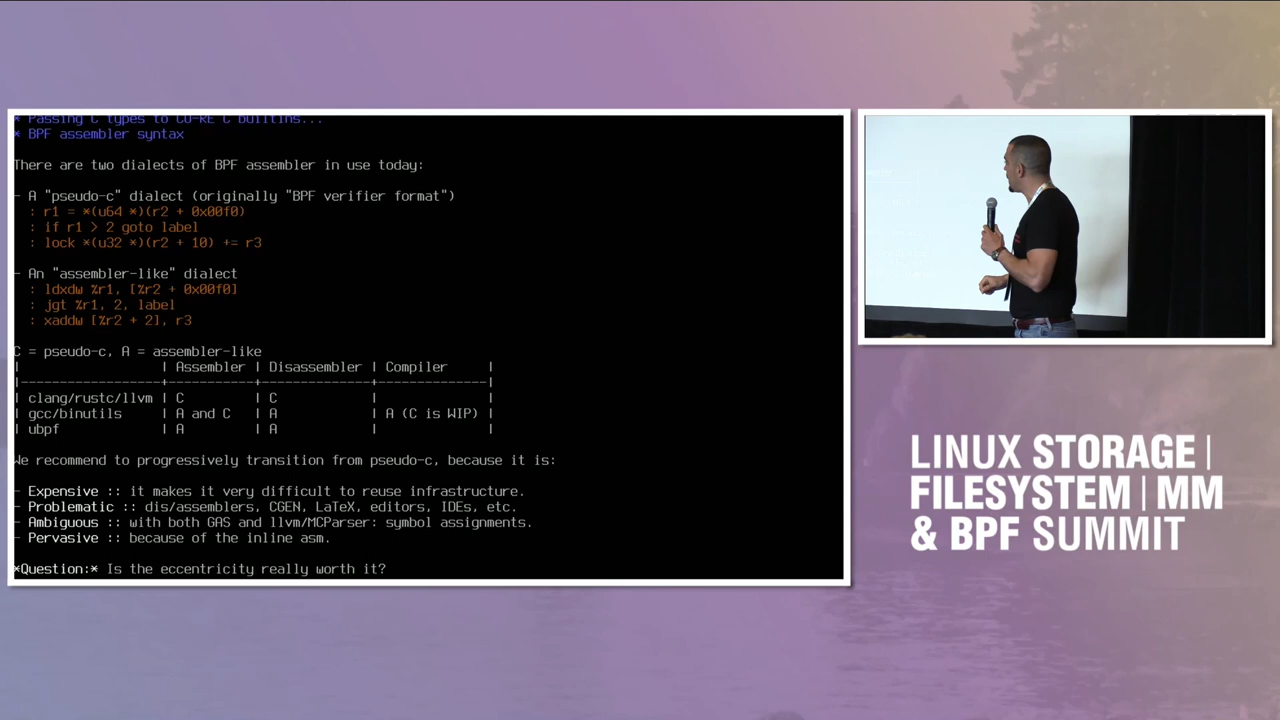 * Passing C types to CO-RE C builtins...
* BPF assembler syntax
There are two dialects of BPF assembler in use today:
- A "pseudo-c" dialect (originally "BPF verifier format")
: r1 = *(u64 *)(r2 + 0x00f0)
: if r1 > 2 goto label
: lock *(u32 *)(r2 + 10) += r3
- An "assembler-like" dialect
: ldxdw %r1, [%r2 + 0x00f0]
: jgt %r1, 2, label
: xaddw [%r2 + 2], r3
C = pseudo-c, A = assembler-like
| | Assembler | Disassembler | Compiler |
|-------------------+-----------+--------------+--------------|
| clang/rustc/llvm | C | C | |
| gcc/binutils | A and C | A | A (C is WIP) |
| ubpf | A | A | | |
We recommend to progressively transition from pseudo-c, because it is:
- Expensive :: it makes it very difficult to reuse infrastructure.
- Problematic :: dis/assemblers, CGEN, LaTeX, editors, IDEs, etc.
- Ambiguous :: with both GAS and llvm/MCParser: symbol assignments.
- Pervasive :: because of the inline asm.
*Question:* Is the eccentricity really worth it?
LINUX STORAGE |
FILESYSTEM | MM
& BPF SUMMIT